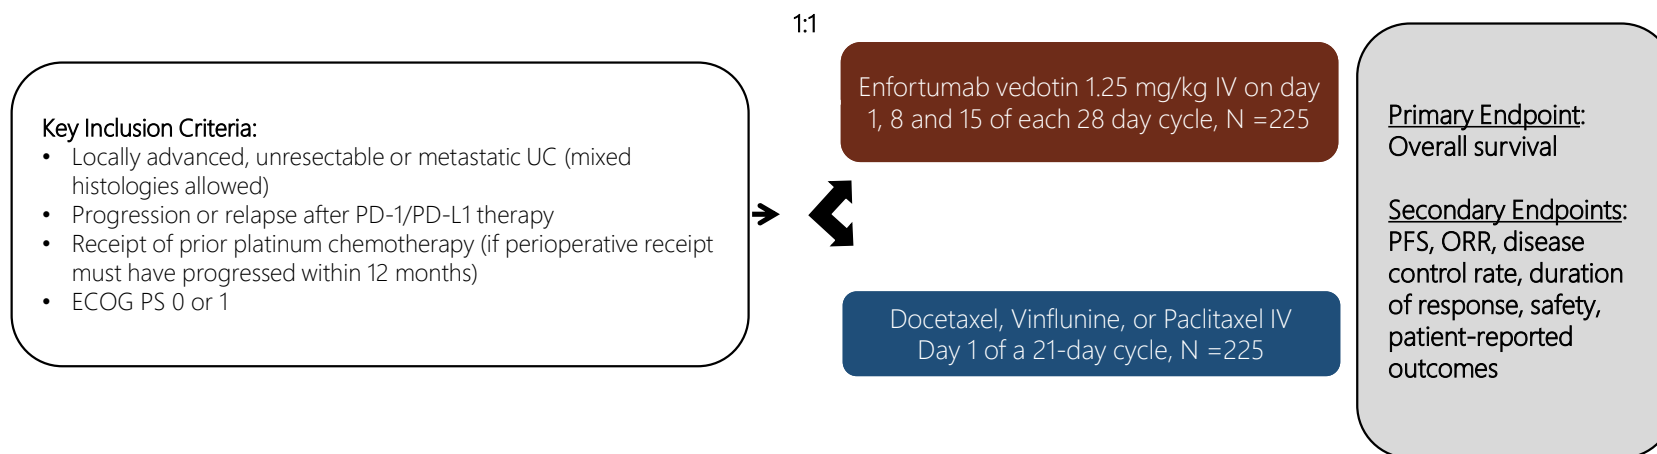 1:1
Key Inclusion Criteria:
• Locally advanced, unresectable or metastatic UC (mixed
histologies allowed)
• Progression or relapse after PD-1/PD-L1 therapy
• Receipt of prior platinum chemotherapy (if perioperative receipt
must have progressed within 12 months)
• ECOG PS 0 or 1
Enfortumab vedotin 1.25 mg/kg IV on day
1, 8 and 15 of each 28 day cycle, N =225
Docetaxel, Vinflunine, or Paclitaxel IV
Day 1 of a 21-day cycle, N =225
Primary Endpoint:
Overall survival
Secondary Endpoints:
PFS, ORR, disease
control rate, duration
of response, safety,
patient-reported
outcomes